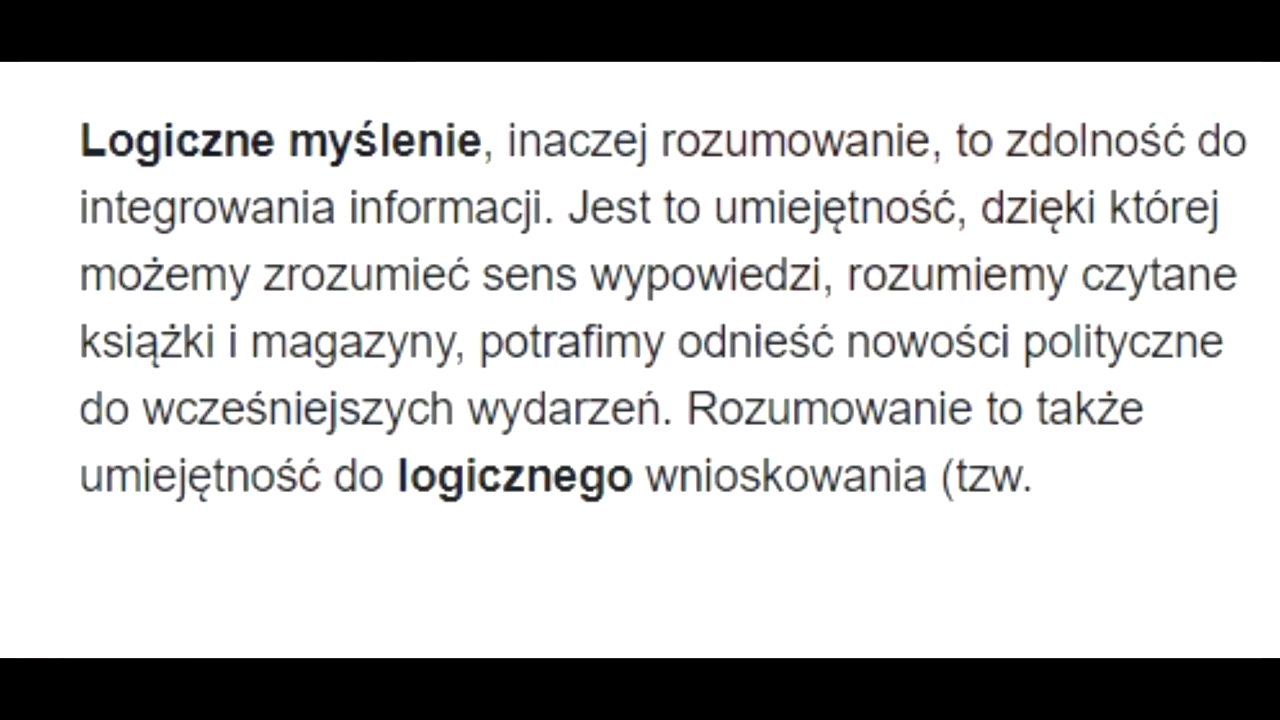 Logiczne myślenie, inaczej rozumowanie, to zdolność do
integrowania informacji. Jest to umiejętność, dzięki której
możemy zrozumieć sens wypowiedzi, rozumiemy czytane
książki i magazyny, potrafimy odnieść nowości polityczne
do wcześniejszych wydarzeń. Rozumowanie to także
umiejętność do logicznego wnioskowania (tzw.